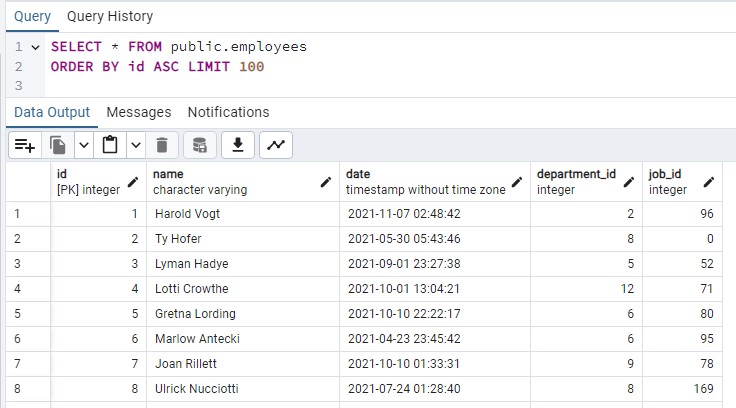 Query Query History
1 SELECT * FROM public.employees
2 ORDER BY id ASC LIMIT 100
3
Data Output Messages Notifications
id name date department_id job_id
[PK] integer character varying timestamp without time zone integer integer
1 1 Harold Vogt 2021-11-07 02:48:42 2 96
2 2 Ty Hofer 2021-05-30 05:43:46 8 0
3 3 Lyman Hadye 2021-09-01 23:27:38 5 52
4 4 Lotti Crowthe 2021-10-01 13:04:21 12 71
5 5 Gretna Lording 2021-10-10 22:22:17 6 80
6 6 Marlow Antecki 2021-04-23 23:45:42 6 95
7 7 Joan Rillett 2021-10-10 01:33:31 9 78
8 8 Ulrick Nucciotti 2021-07-24 01:28:40 8 169